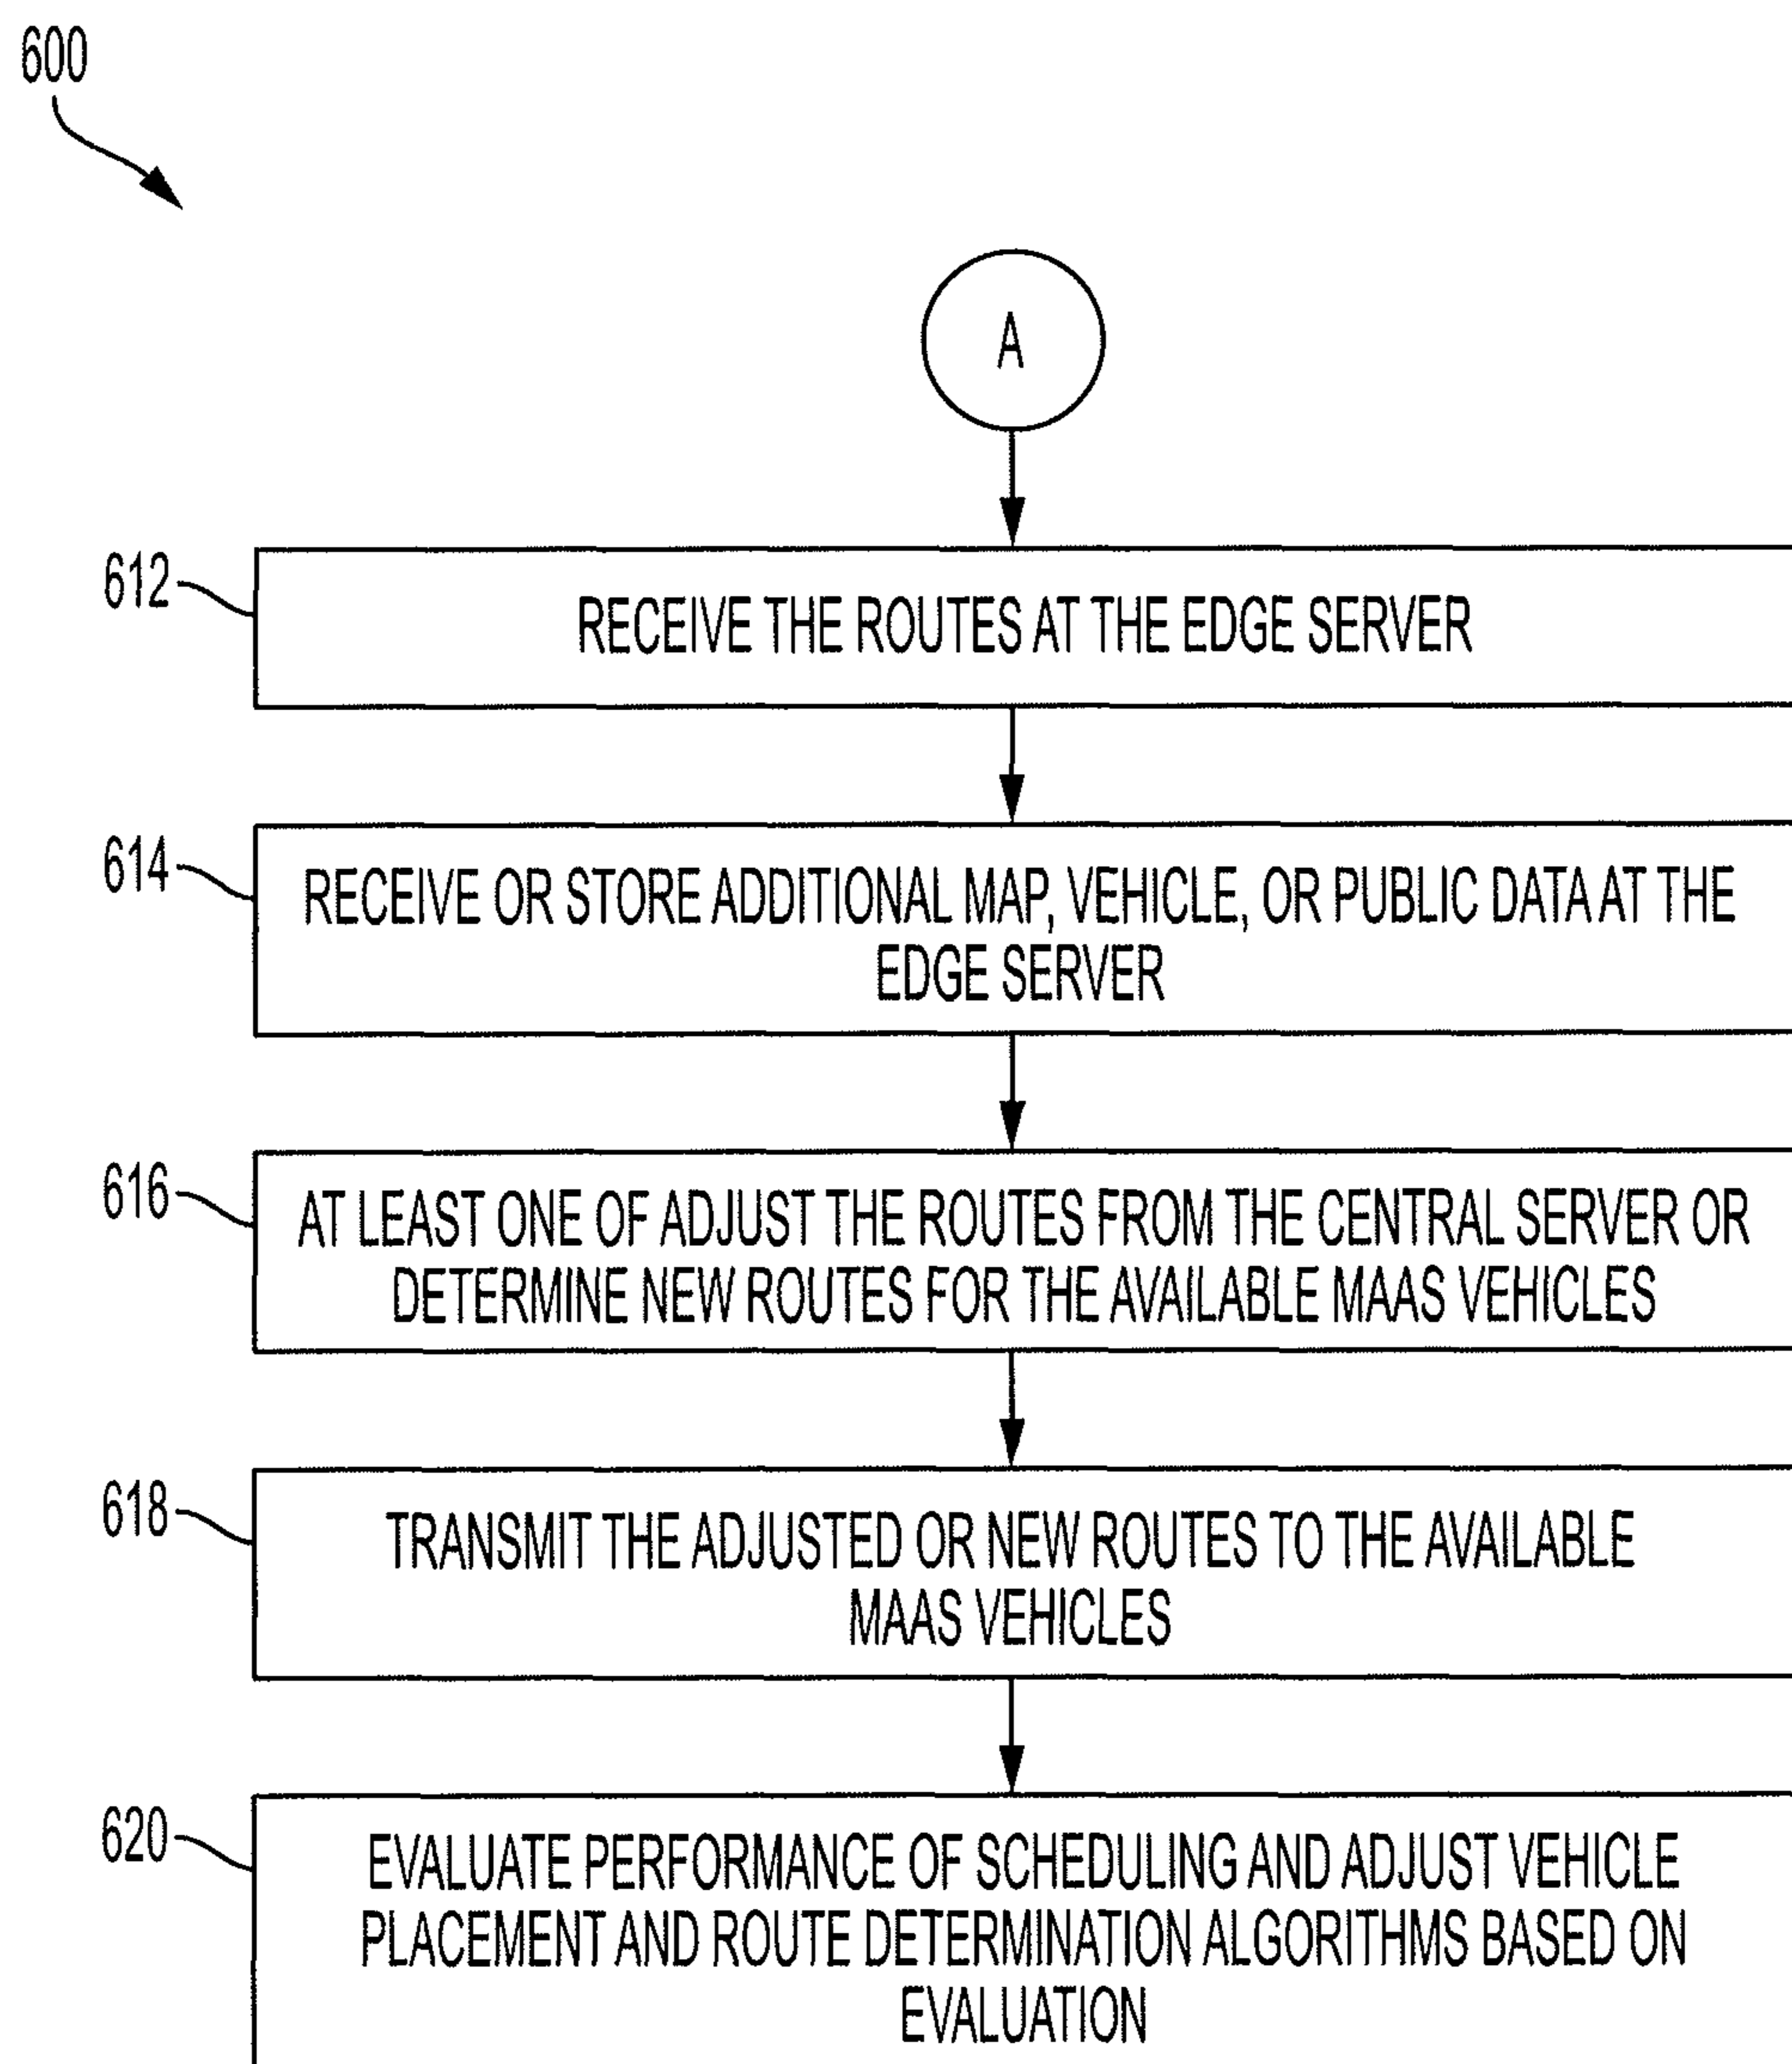 600
A
612
RECEIVE THE ROUTES AT THE EDGE SERVER
614
RECEIVE OR STORE ADDITIONAL MAP, VEHICLE, OR PUBLIC DATA AT THE
EDGE SERVER
616
AT LEAST ONE OF ADJUST THE ROUTES FROM THE CENTRAL SERVER OR
DETERMINE NEW ROUTES FOR THE AVAILABLE MAAS VEHICLES
618
TRANSMIT THE ADJUSTED OR NEW ROUTES TO THE AVAILABLE
MAAS VEHICLES
620
EVALUATE PERFORMANCE OF SCHEDULING AND ADJUST VEHICLE
PLACEMENT AND ROUTE DETERMINATION ALGORITHMS BASED ON
EVALUATION